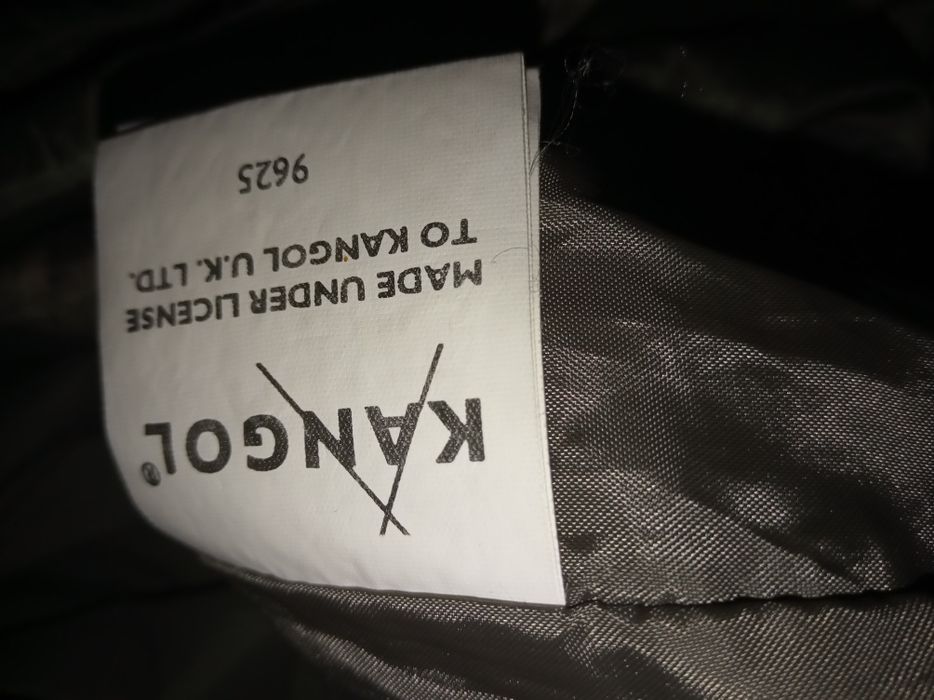 KANGOL®
MADE UNDER LICENSE
TO KANGOL U.K. LTD.
9625